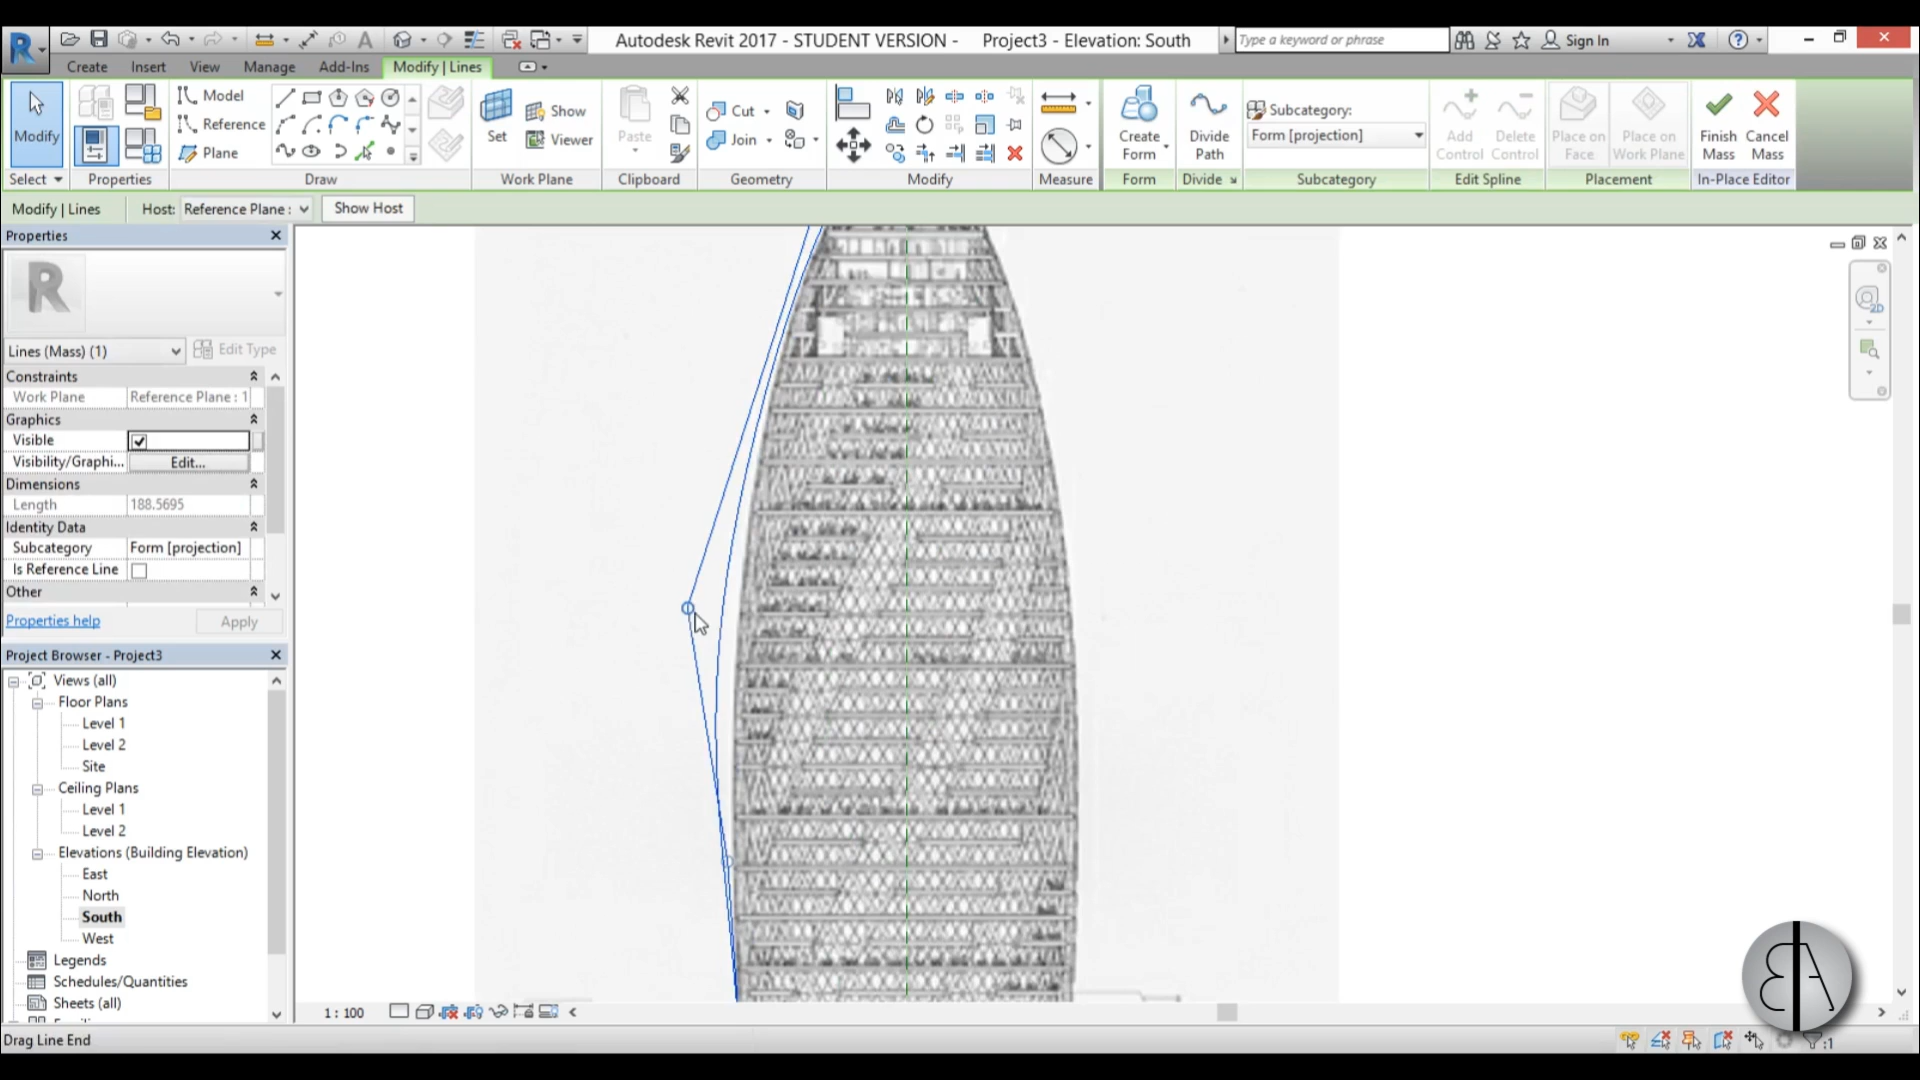 Autodesk Revit 2017 - STUDENT VERSION - Project3 - Elevation: South
Type a keyword or phrase
Sign In
Create Insert View Manage Add-Ins Modify | Lines
Modify
Select
Properties
Model
Reference
Plane
Draw
Set
Show
Viewer
Work Plane
Paste
Clipboard
Cut
Join
Geometry
Modify
Measure
Create Form
Form
Divide Path
Divide
Subcategory:
Form [projection]
Subcategory
Add Control
Delete Control
Edit Spline
Place on Face
Place on Work Plane
Placement
Finish Mass
Cancel Mass
In-Place Editor
Modify | Lines Host: Reference Plane : Show Host
Properties
R
Lines (Mass) (1) Edit Type
Constraints
Work Plane Reference Plane : 1
Graphics
Visible
Visibility/Graphi... Edit...
Dimensions
Length 188.5695
Identity Data
Subcategory Form [projection]
Is Reference Line
Other
Properties help Apply
Project Browser - Project3
Views (all)
Floor Plans
Level 1
Level 2
Site
Ceiling Plans
Level 1
Level 2
Elevations (Building Elevation)
East
North
South
West
Legends
Schedules/Quantities
Sheets (all)
2D
1 : 100
Drag Line End
:1